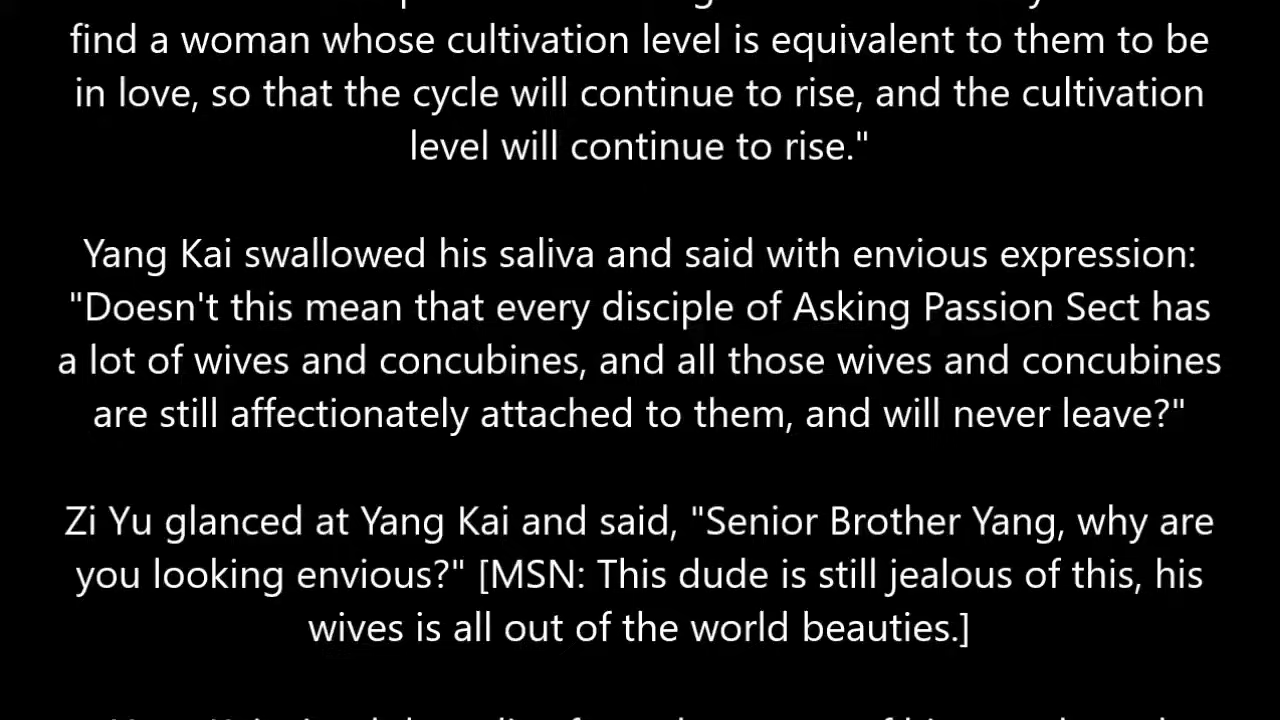 find a woman whose cultivation level is equivalent to them to be
in love, so that the cycle will continue to rise, and the cultivation
level will continue to rise."
Yang Kai swallowed his saliva and said with envious expression:
"Doesn't this mean that every disciple of Asking Passion Sect has
a lot of wives and concubines, and all those wives and concubines
are still affectionately attached to them, and will never leave?"
Zi Yu glanced at Yang Kai and said, "Senior Brother Yang, why are
you looking envious?" [MSN: This dude is still jealous of this, his
wives is all out of the world beauties.]